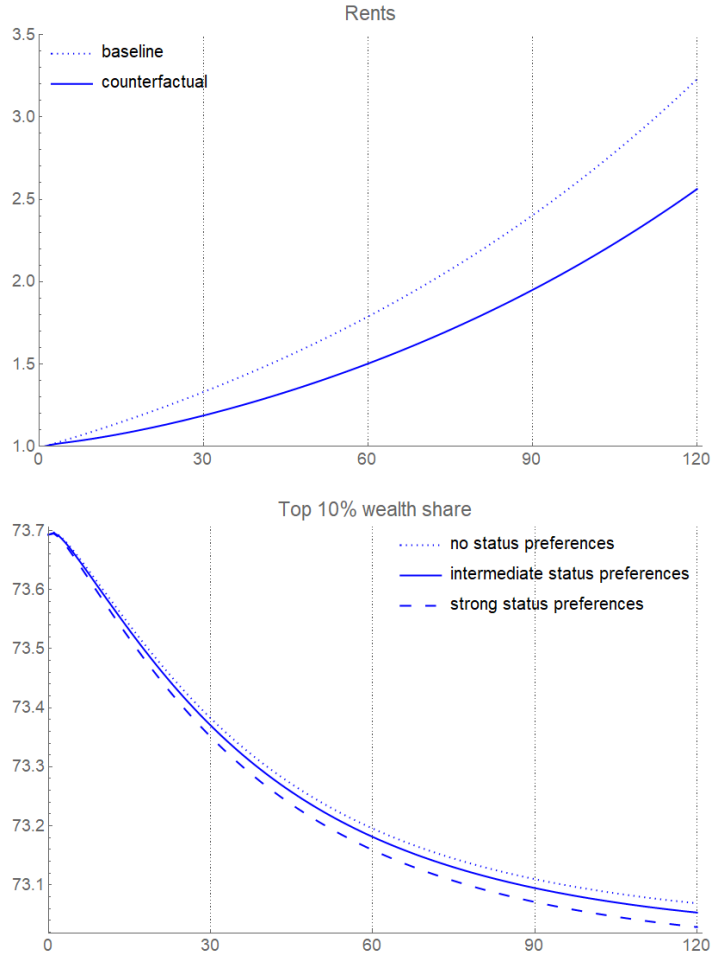 Rents
3.5
baseline
counterfactual
3.0
2.5
2.0
1.5
1.0
0 30 60 90 120
Top 10% wealth share
73.7
no status preferences
intermediate status preferences
73.6
strong status preferences
73.5
73.4
73.3
73.2
73.1
0 30 60 90 120